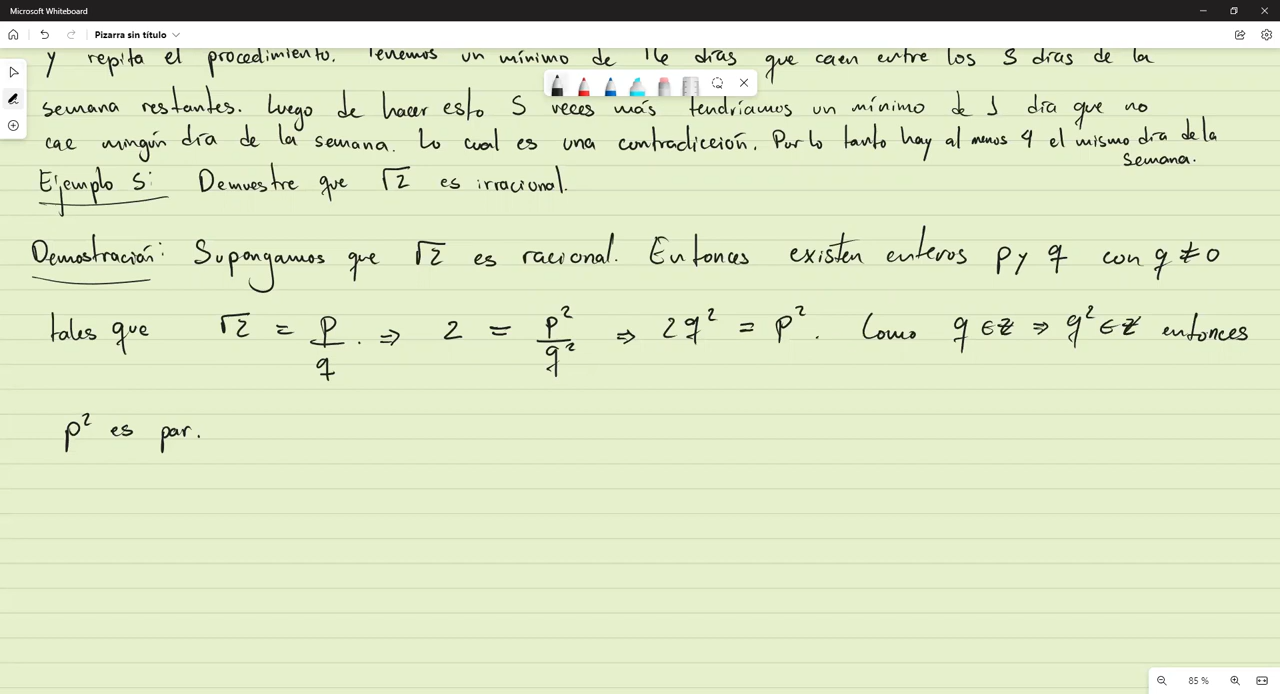 Microsoft Whiteboard
Pizarra sin título
y repita el procedimiento. Tenemos un mínimo de 16 días que caen entre los 5 días de la
semana restantes. Luego de hacer esto 5 veces más tendríamos un mínimo de 1 día que no
cae ningún día de la semana. Lo cual es una contradicción. Por lo tanto hay al menos 4 el mismo día de la
semana.
Ejemplo 5: Demuestre que √2 es irracional.
Demostración: Supongamos que √2 es racional. Entonces existen enteros p y q con q ≠ 0
tales que √2 = p/q. ⇒ 2 = p²/q² ⇒ 2q² = p². Como q ∈ ℤ ⇒ q² ∈ ℤ entonces
p² es par.
85 %